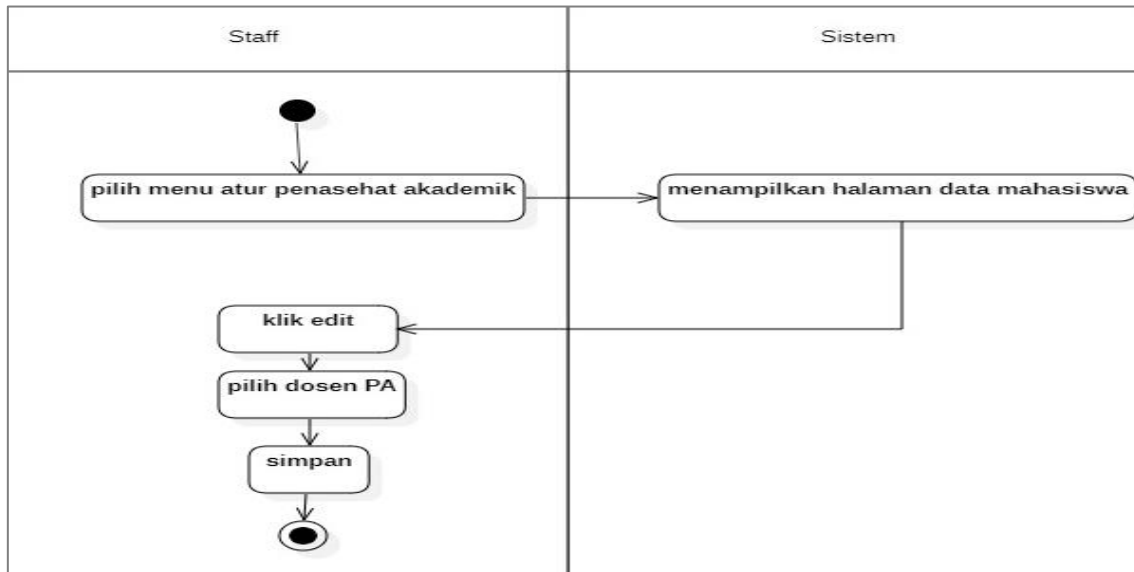 Staff
Sistem
pilih menu atur penasehat akademik
menampilkan halaman data mahasiswa
klik edit
pilih dosen PA
simpan